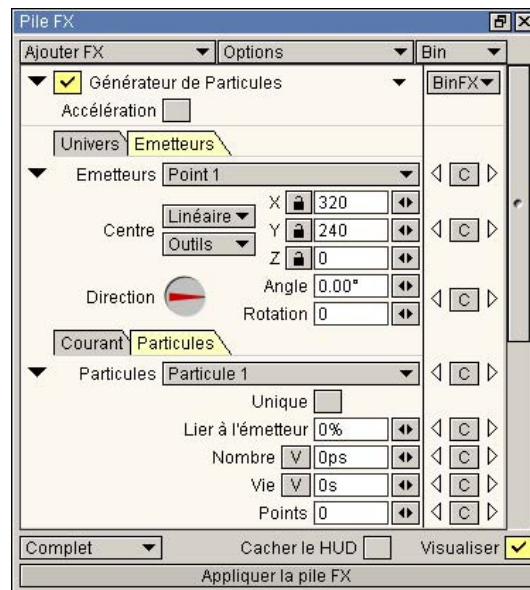 Pile FX
Ajouter FX Options Bin
Générateur de Particules BinFX
Accélération
Univers Emetteurs
Emetteurs Point 1 C
X 320
Centre Linéaire Y 240 C
Outils Z 0
Direction Angle 0.00° C
Rotation 0
Courant Particules
Particules Particule 1 C
Unique
Lier à l'émetteur 0% C
Nombre V 0ps C
Vie V 0s C
Points 0 C
Complet Cacher le HUD Visualiser
Appliquer la pile FX